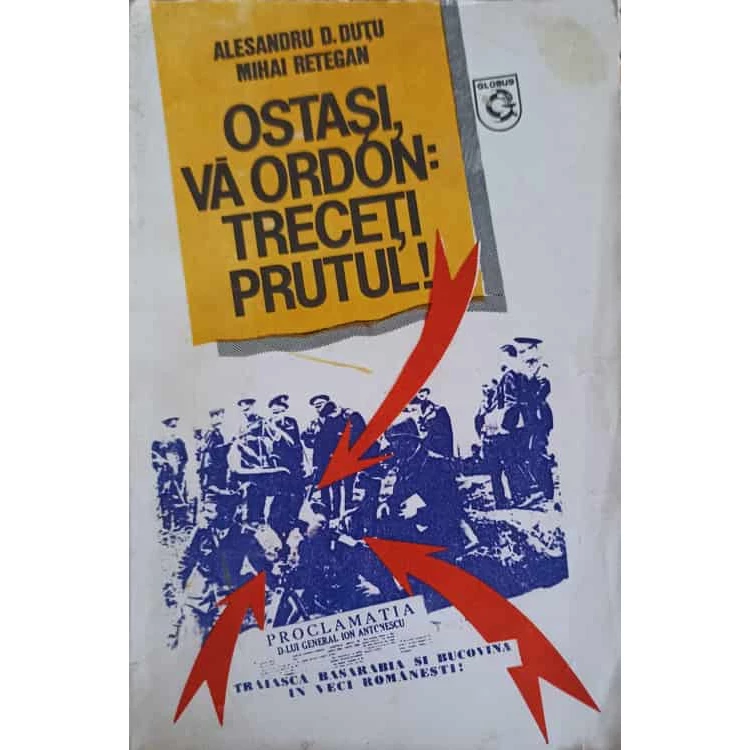 ALESANDRU D. DUȚU
MIHAI RETEGAN
OSTAȘI,
VĂ ORDON:
TRECEȚI
PRUTUL!
GLOBUS
PROCLAMATIA
D-LUI GENERAL ION ANTONESCU
TRAIASCA BASARABIA SI BUCOVINA
IN VECI ROMÂNEȘTI!